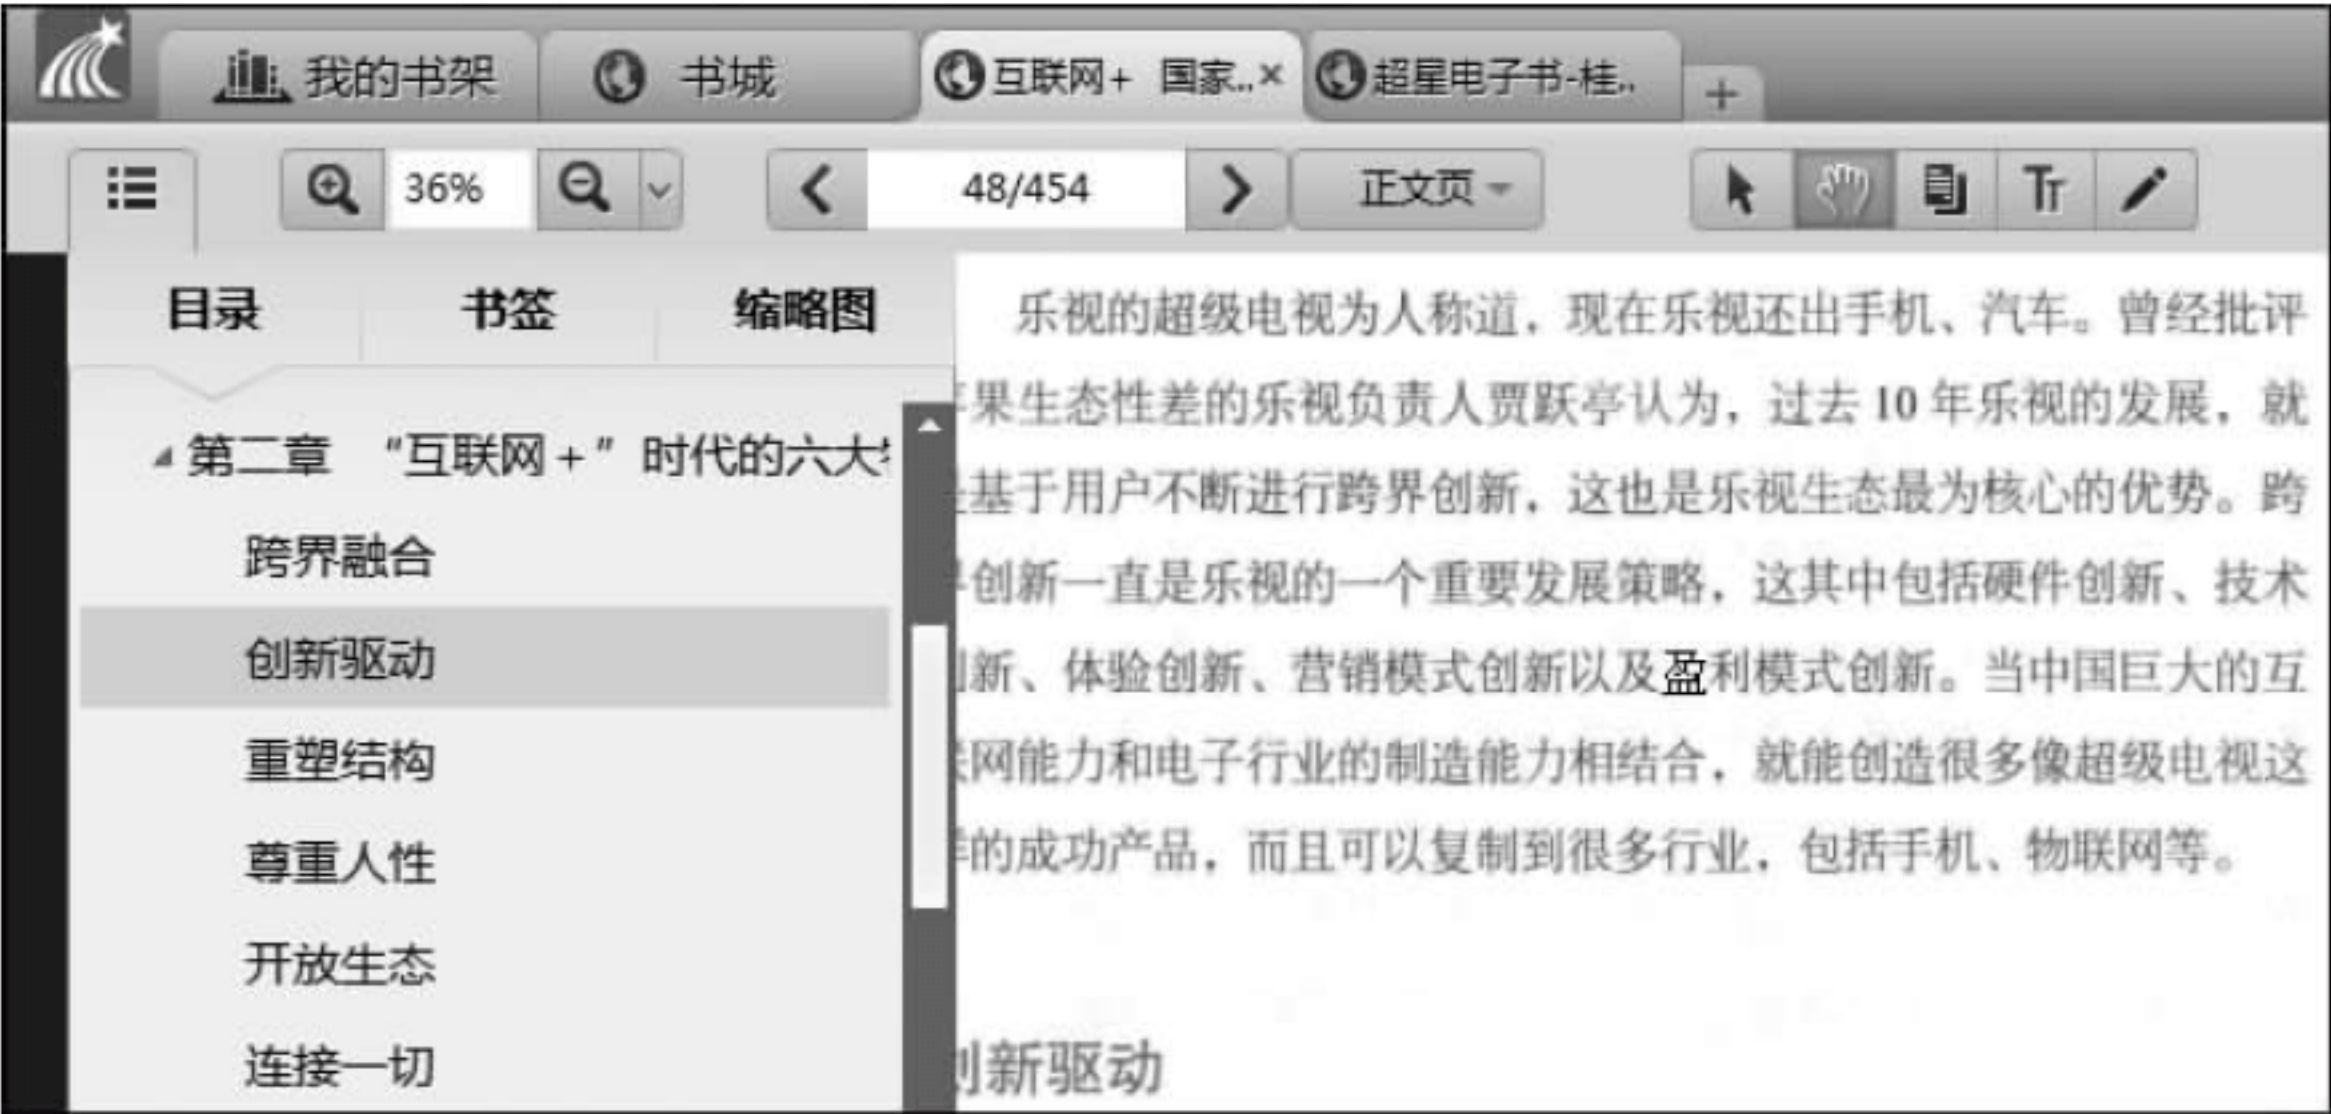 我的书架
书城
互联网+ 国家..×
超星电子书-桂..
+
36%
48/454
正文页
目录
书签
缩略图
第二章 “互联网+”时代的六大
跨界融合
创新驱动
重塑结构
尊重人性
开放生态
连接一切
乐视的超级电视为人称道，现在乐视还出手机、汽车。曾经批评
果生态性差的乐视负责人贾跃亭认为，过去 10 年乐视的发展，就
基于用户不断进行跨界创新，这也是乐视生态最为核心的优势。跨
创新一直是乐视的一个重要发展策略，这其中包括硬件创新、技术
新、体验创新、营销模式创新以及盈利模式创新。当中国巨大的互
网能力和电子行业的制造能力相结合，就能创造很多像超级电视这
的成功产品，而且可以复制到很多行业，包括手机、物联网等。
新驱动